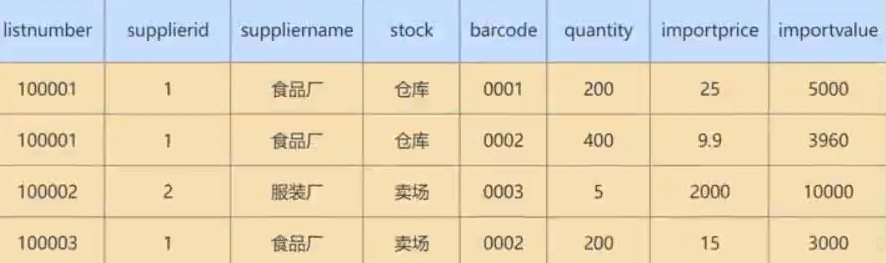 listnumber supplierid suppliername stock barcode quantity importprice importvalue
100001 1 食品厂 仓库 0001 200 25 5000
100001 1 食品厂 仓库 0002 400 9.9 3960
100002 2 服装厂 卖场 0003 5 2000 10000
100003 1 食品厂 卖场 0002 200 15 3000